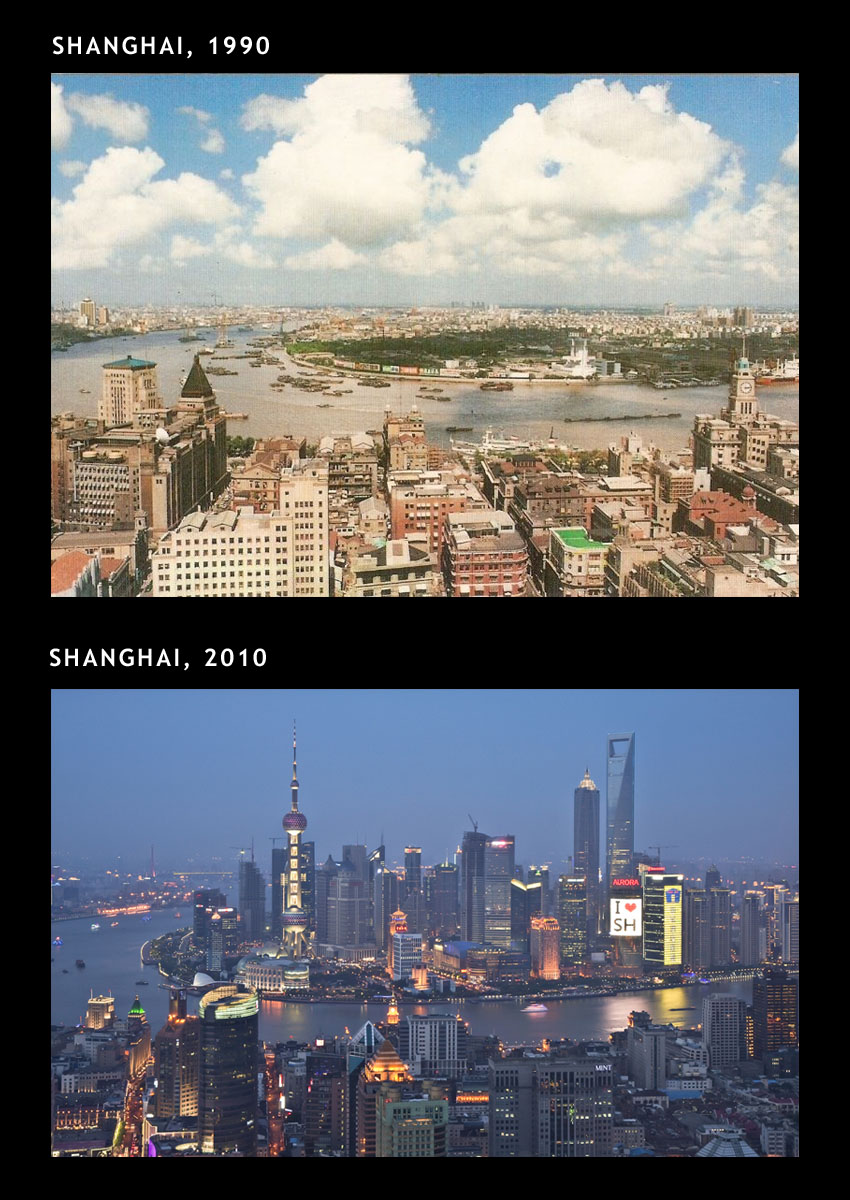 SHANGHAI, 1990
SHANGHAI, 2010
AURORA
I ❤
SH
MINT